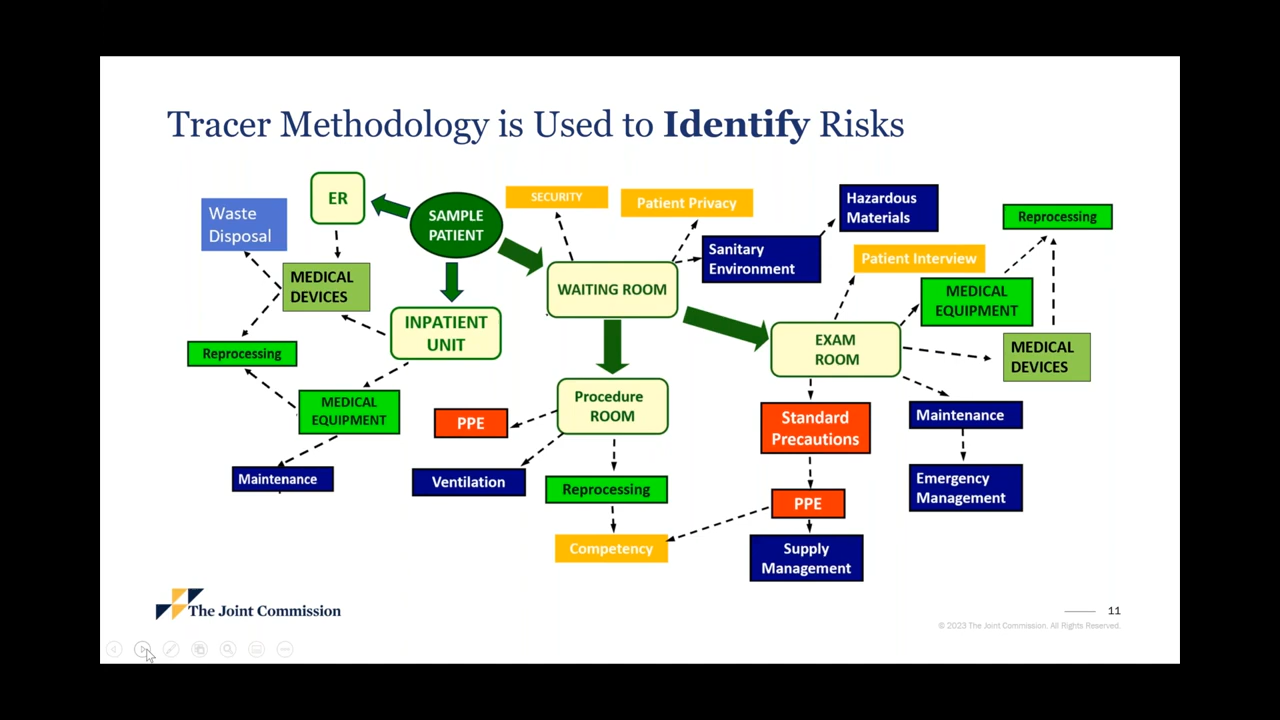 Tracer Methodology is Used to Identify Risks
ER
SAMPLE
PATIENT
SECURITY
Patient Privacy
Hazardous
Materials
Waste
Disposal
Reprocessing
Sanitary
Environment
Patient Interview
MEDICAL
DEVICES
WAITING ROOM
MEDICAL
EQUIPMENT
INPATIENT
UNIT
EXAM
ROOM
MEDICAL
DEVICES
Reprocessing
MEDICAL
EQUIPMENT
Procedure
ROOM
PPE
Standard
Precautions
Maintenance
Maintenance
Ventilation
Reprocessing
Emergency
Management
PPE
Competency
Supply
Management
The Joint Commission
11
© 2023 The Joint Commission. All Rights Reserved.